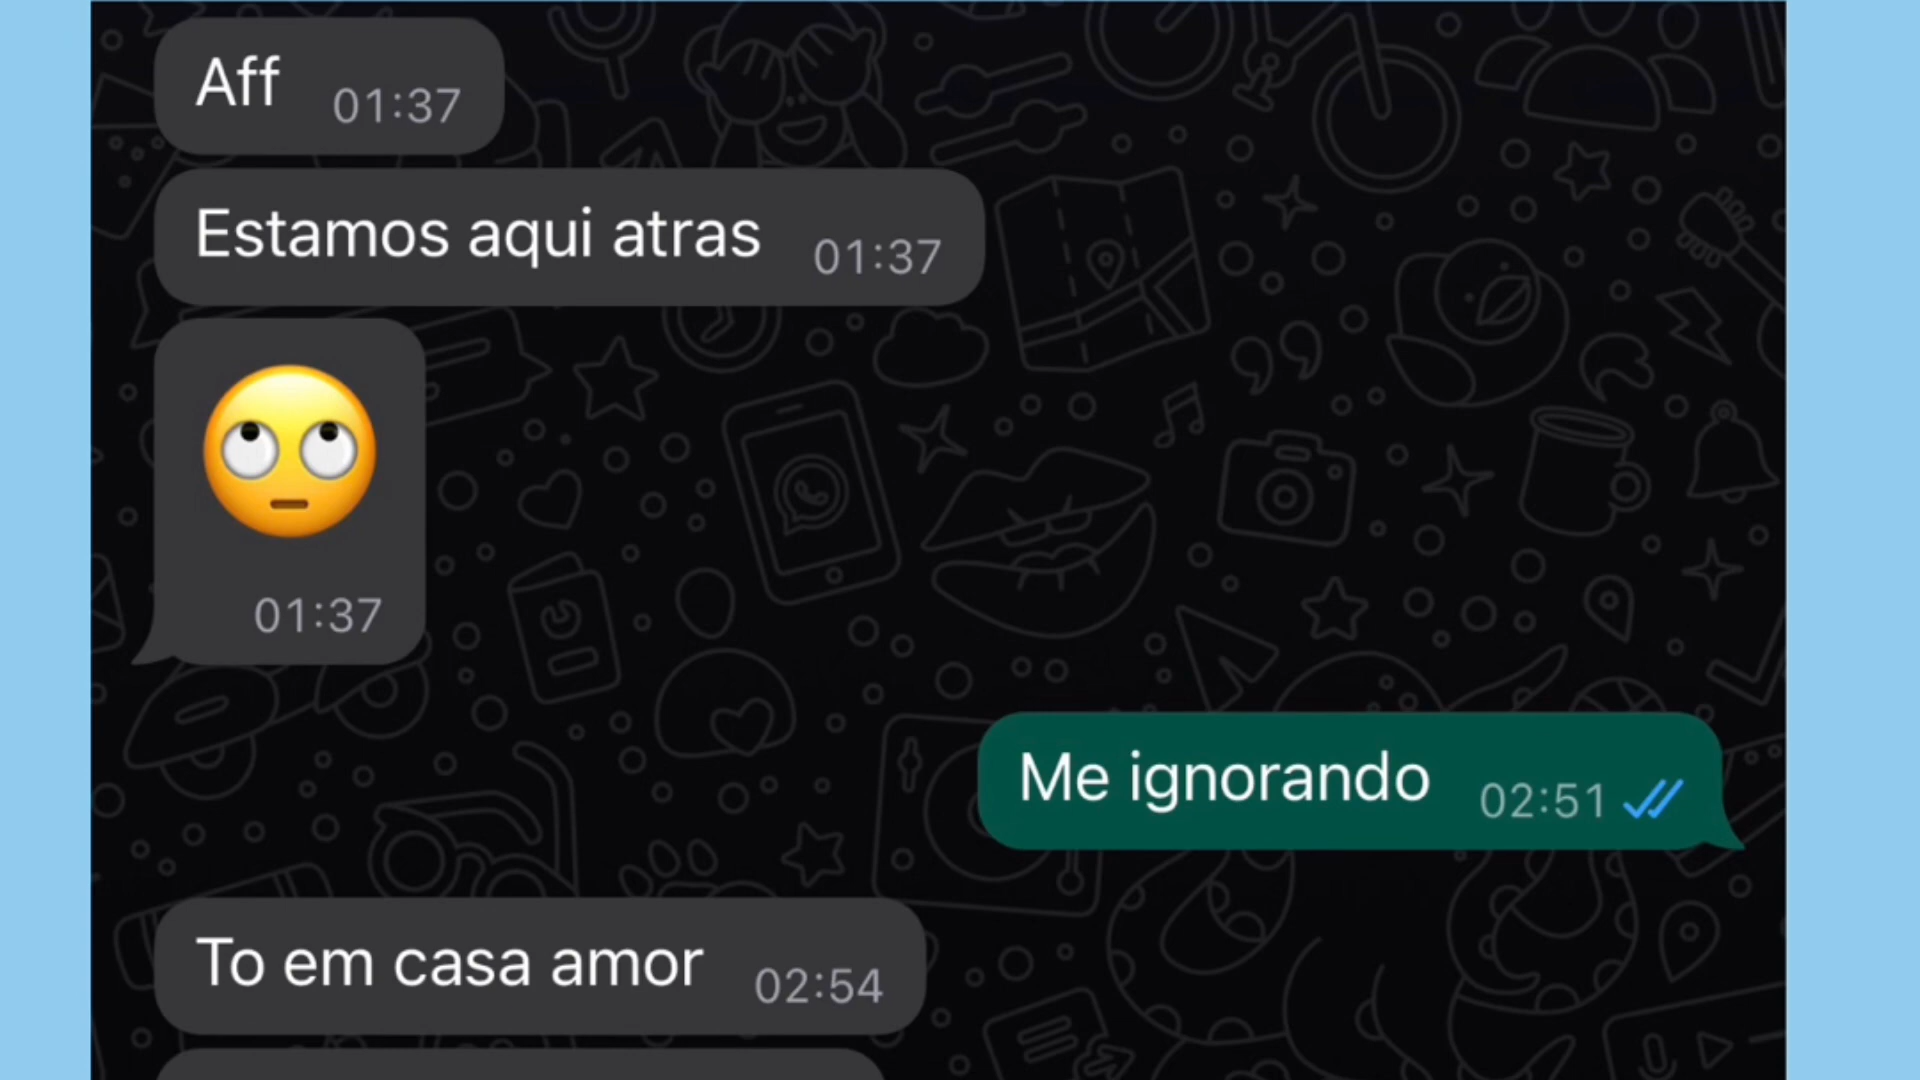 Aff 01:37
Estamos aqui atras 01:37
🙄
01:37
Me ignorando 02:51
To em casa amor 02:54